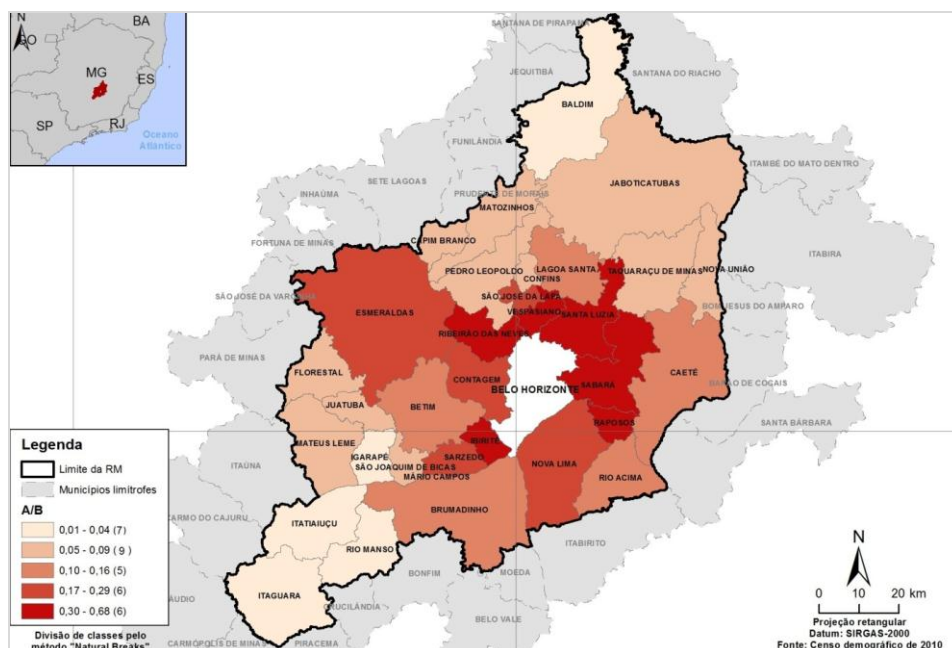 N
BA
GO
MG
ES
SP
RJ
Oceano
Atlântico
SANTANA DE PIRAPAMA
JEQUITIBÁ
SANTANA DO RIACHO
BALDIM
FUNILÂNDIA
ITAMBÉ DO MATO DENTRO
SETE LAGOAS
JABOTICATUBAS
INHAÚMA
PRUDENTE DE MORAIS
MATOZINHOS
FORTUNA DE MINAS
CAPIM BRANCO
ITABIRA
PEDRO LEOPOLDO
LAGOA SANTA
TAQUARAÇU DE MINAS
NOVA UNIÃO
CONFINS
SÃO JOSÉ DA VARGINHA
SÃO JOSÉ DA LAPA
BOM JESUS DO AMPARO
ESMERALDAS
VESPASIANO
SANTA LUZIA
RIBEIRÃO DAS NEVES
PARÁ DE MINAS
FLORESTAL
CONTAGEM
BELO HORIZONTE
SABARÁ
CAETÉ
BARÃO DE COCAIS
JUATUBA
BETIM
RAPOSOS
SANTA BÁRBARA
MATEUS LEME
IBIRITÉ
IGARAPÉ
SARZEDO
ITAÚNA
SÃO JOAQUIM DE BICAS
NOVA LIMA
MÁRIO CAMPOS
RIO ACIMA
BRUMADINHO
CARMO DO CAJURU
ITATIAIUÇU
RIO MANSO
ITABIRITO
BONFIM
MOEDA
ITAGUARA
CRUCILÂNDIA
BELO VALE
CARMÓPOLIS DE MINAS
PIRACEMA
Legenda
Limite da RM
Municípios limítrofes
A/B
0,01 - 0,04 (7)
0,05 - 0,09 ( 9 )
0,10 - 0,16 (5)
0,17 - 0,29 (6)
0,30 - 0,68 (6)
Divisão de classes pelo
método "Natural Breaks"
N
0 10 20 km
Projeção retangular
Datum: SIRGAS-2000
Fonte: Censo demográfico de 2010